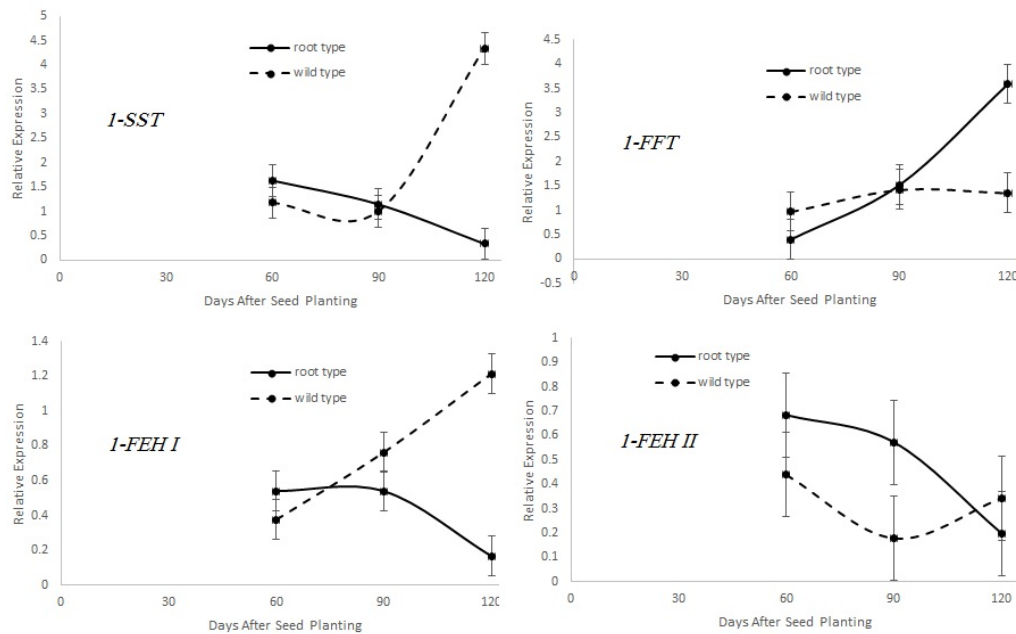 5
4.5
4
3.5
3
2.5
2
1.5
1
0.5
0
Relative Expression
root type
wild type
1-SST
0 30 60 90 120
Days After Seed Planting
4.5
3.5
2.5
1.5
0.5
-0.5
Relative Expression
root type
wild type
1-FFT
0 30 60 90 120
Days After Seed Planting
1.4
1.2
1
0.8
0.6
0.4
0.2
0
Relative Expression
root type
wild type
1-FEH I
0 30 60 90 120
Days After Seed Planting
1
0.9
0.8
0.7
0.6
0.5
0.4
0.3
0.2
0.1
0
Relative Expression
root type
wild type
1-FEH II
0 30 60 90 120
Days After Seed Planting